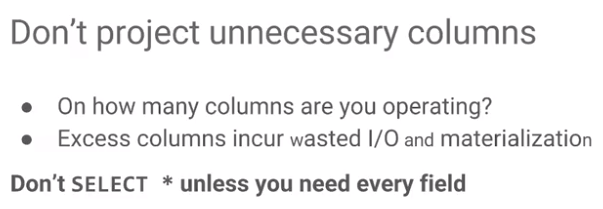 Don't project unnecessary columns
● On how many columns are you operating?
● Excess columns incur wasted I/O and materialization
Don't SELECT * unless you need every field